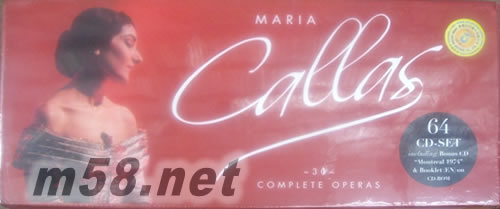 MARIA
Callas
64
CD-SET
including Bonus CD
"Montreal 1974"
& Booklet (EN) on
CD-ROM
COMPLETE OPERAS
m58.net